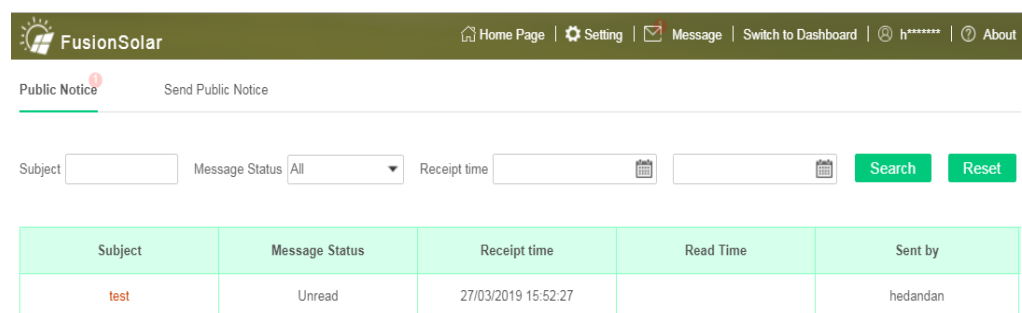 FusionSolar
Home Page | Setting | Message | Switch to Dashboard | h******* | About
Public Notice 1 Send Public Notice
Subject Message Status All Receipt time Search Reset
Subject Message Status Receipt time Read Time Sent by
test Unread 27/03/2019 15:52:27 hedandan